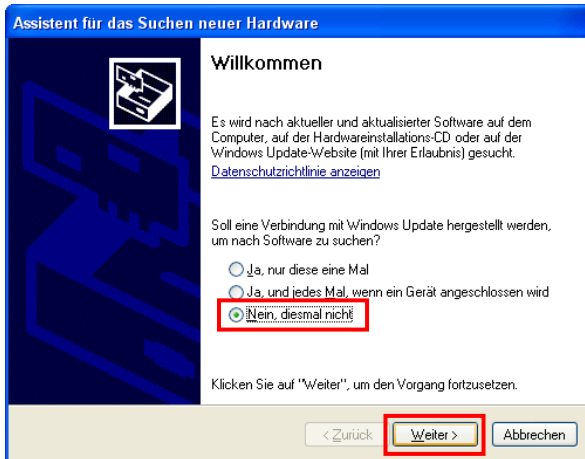 Assistent für das Suchen neuer Hardware
Willkommen
Es wird nach aktueller und aktualisierter Software auf dem
Computer, auf der Hardwareinstallations-CD oder auf der
Windows Update-Website (mit Ihrer Erlaubnis) gesucht.
Datenschutzrichtlinie anzeigen
Soll eine Verbindung mit Windows Update hergestellt werden,
um nach Software zu suchen?
Ja, nur diese eine Mal
Ja, und jedes Mal, wenn ein Gerät angeschlossen wird
Nein, diesmal nicht
Klicken Sie auf "Weiter", um den Vorgang fortzusetzen.
< Zurück Weiter > Abbrechen